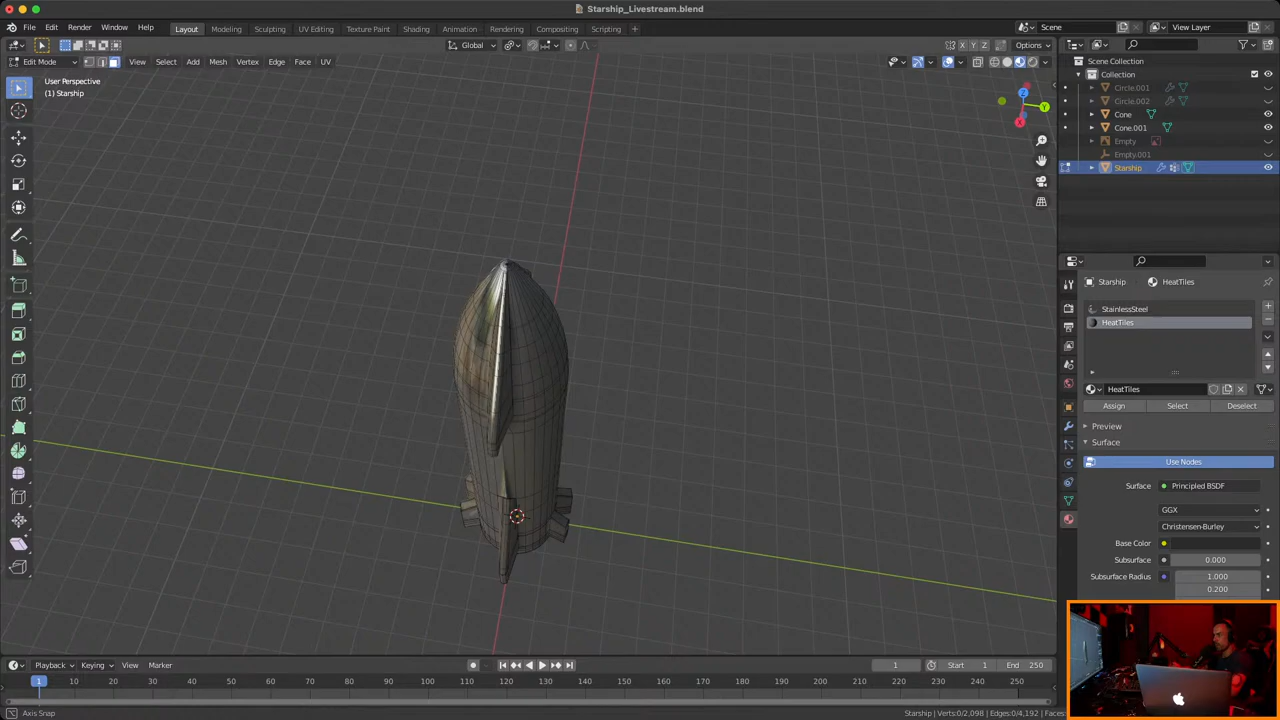 Starship_Livestream.blend
File Edit Render Window Help Layout Modeling Sculpting UV Editing Texture Paint Shading Animation Rendering Compositing Scripting + Scene View Layer
Global X Y Z Options
Edit Mode View Select Add Mesh Vertex Edge Face UV
User Perspective
(1) Starship
Z
Y
X
Scene Collection
Collection
Circle.001
Circle.002
Cone
Cone.001
Empty
Empty.001
Starship
Starship HeatTiles
StainlessSteel
HeatTiles
HeatTiles
Assign Select Deselect
Preview
Surface
Use Nodes
Surface Principled BSDF
GGX
Christensen-Burley
Base Color
Subsurface 0.000
Subsurface Radius 1.000
0.200
Playback Keying View Marker 1 Start 1 End 250
1 10 20 30 40 50 60 70 80 90 100 110 120 130 140 150 160 170 180 190 200 210 220 230 240 250
Axis Snap Starship | Verts:0/2,098 | Edges:0/4,192 | Faces: